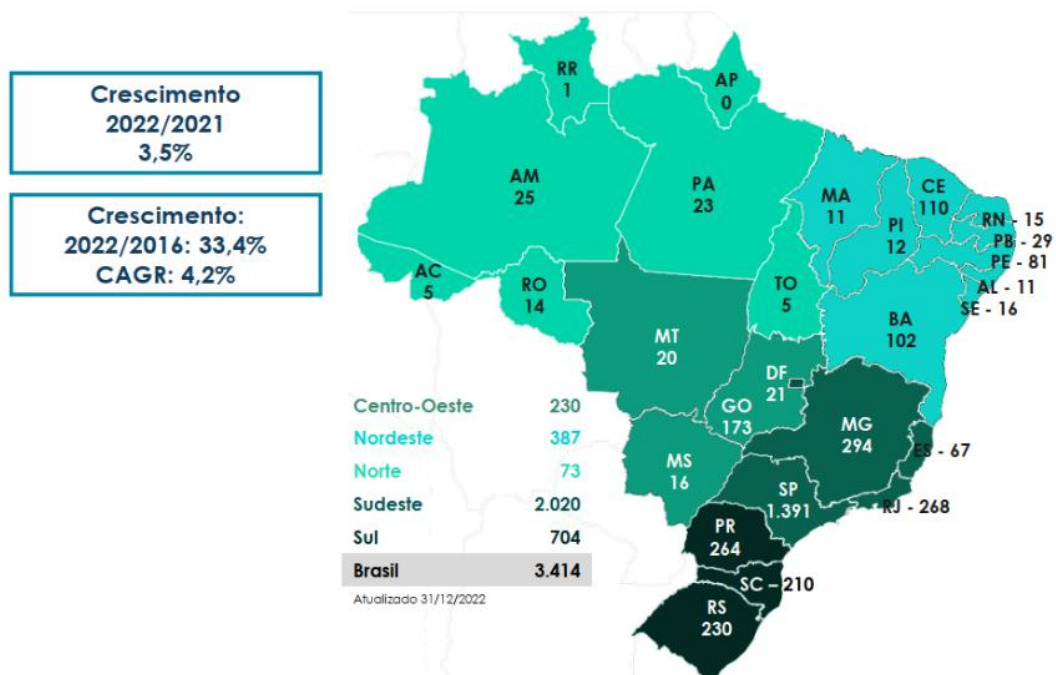 Crescimento
2022/2021
3,5%
Crescimento:
2022/2016: 33,4%
CAGR: 4,2%
RR
1
AP
0
AM
25
PA
23
MA
11
CE
110
PI
12
RN - 15
PB - 29
PE - 81
AL - 11
SE - 16
AC
5
RO
14
TO
5
BA
102
MT
20
DF
21
GO
173
MG
294
ES - 67
MS
16
SP
1.391
RJ - 268
PR
264
SC – 210
RS
230
Centro-Oeste 230
Nordeste 387
Norte 73
Sudeste 2.020
Sul 704
Brasil 3.414
Atualizado 31/12/2022